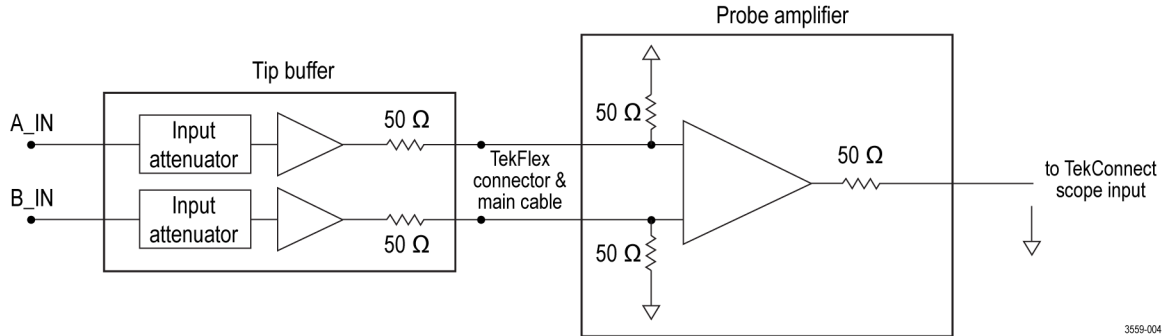 Probe amplifier
Tip buffer
A_IN
Input
attenuator
50 Ω
B_IN
Input
attenuator
50 Ω
TekFlex
connector &
main cable
50 Ω
50 Ω
50 Ω
to TekConnect
scope input
3559-004